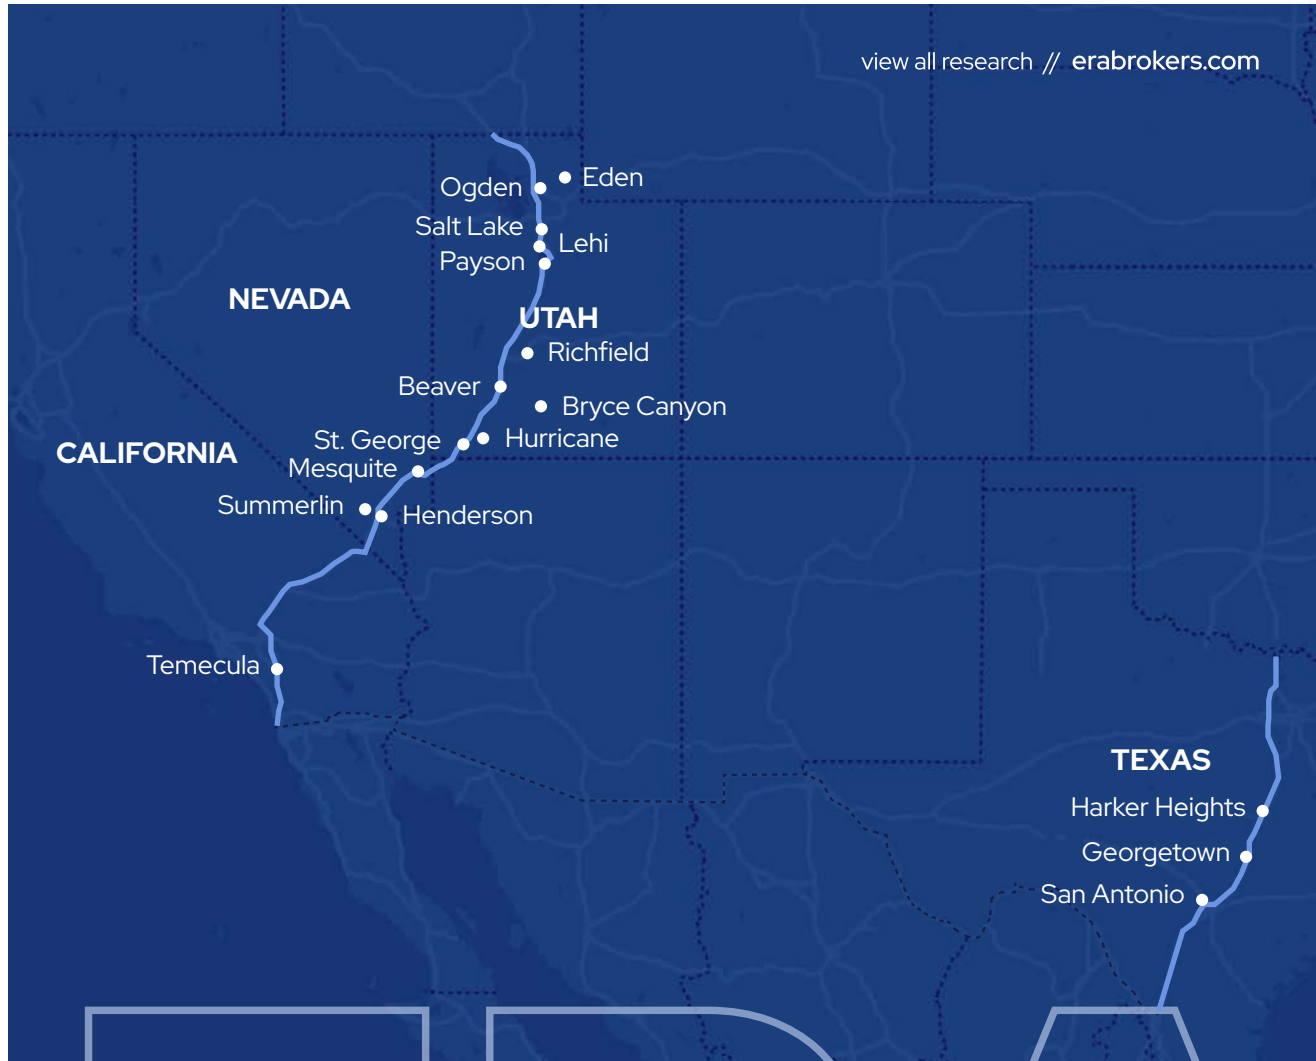 view all research // erabrokers.com
Eden
Ogden
Salt Lake
Lehi
Payson
NEVADA
UTAH
Richfield
Beaver
Bryce Canyon
St. George
Hurricane
CALIFORNIA
Mesquite
Summerlin
Henderson
Temecula
TEXAS
Harker Heights
Georgetown
San Antonio